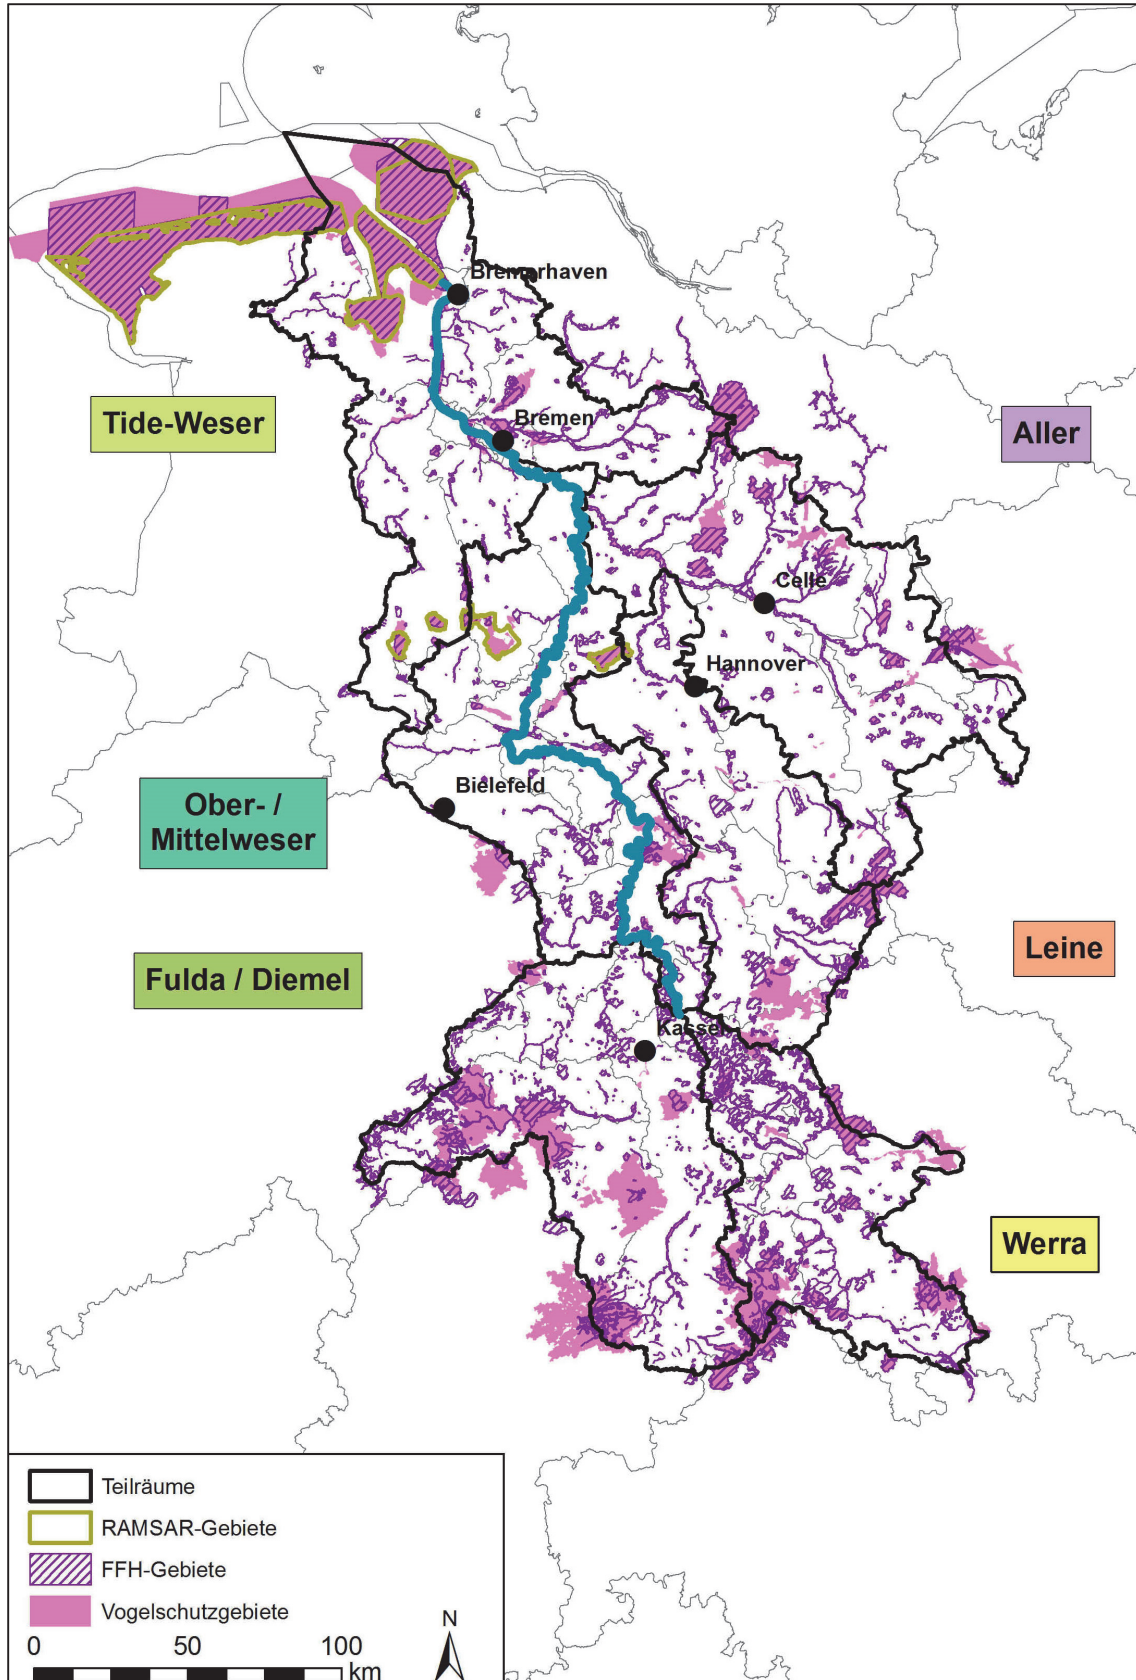 Bremerhaven
Tide-Weser
Bremen
Aller
Celle
Hannover
Ober- /
Mittelweser
Bielefeld
Fulda / Diemel
Leine
Kassel
Werra
Teilräume
RAMSAR-Gebiete
FFH-Gebiete
Vogelschutzgebiete
0 50 100
km
N